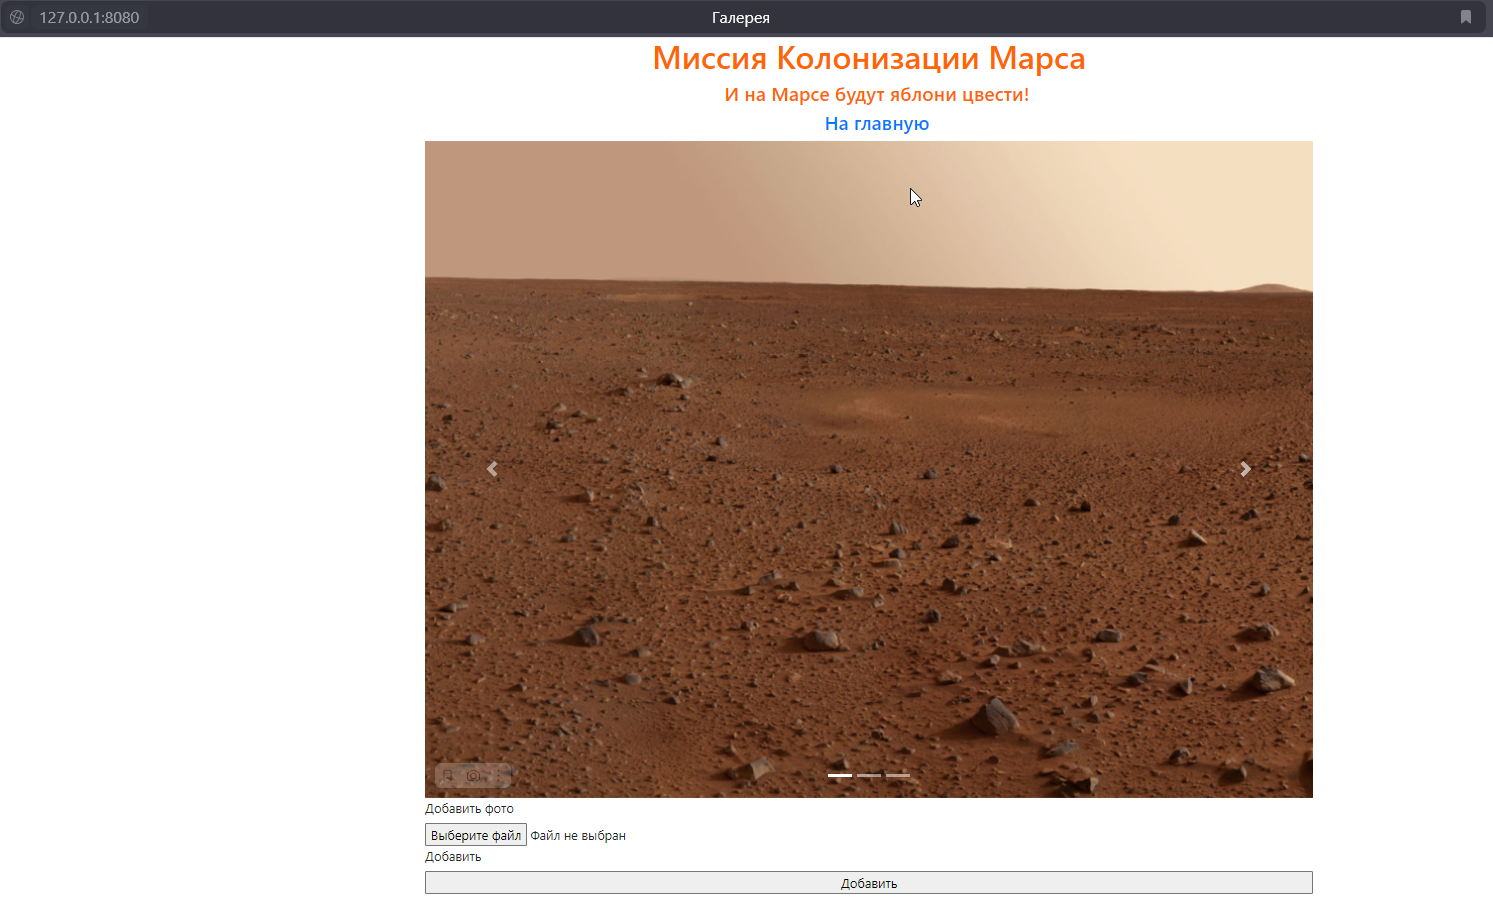 127.0.0.1:8080 Галерея
Миссия Колонизации Марса
И на Марсе будут яблони цвести!
На главную
Добавить фото
Выберите файл Файл не выбран
Добавить
Добавить